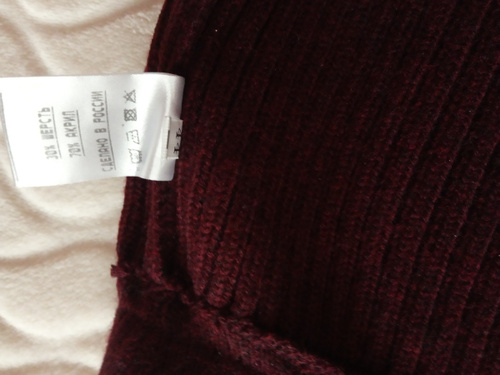 30% ШЕРСТЬ
70% АКРИЛ
СДЕЛАНО В РОССИИ